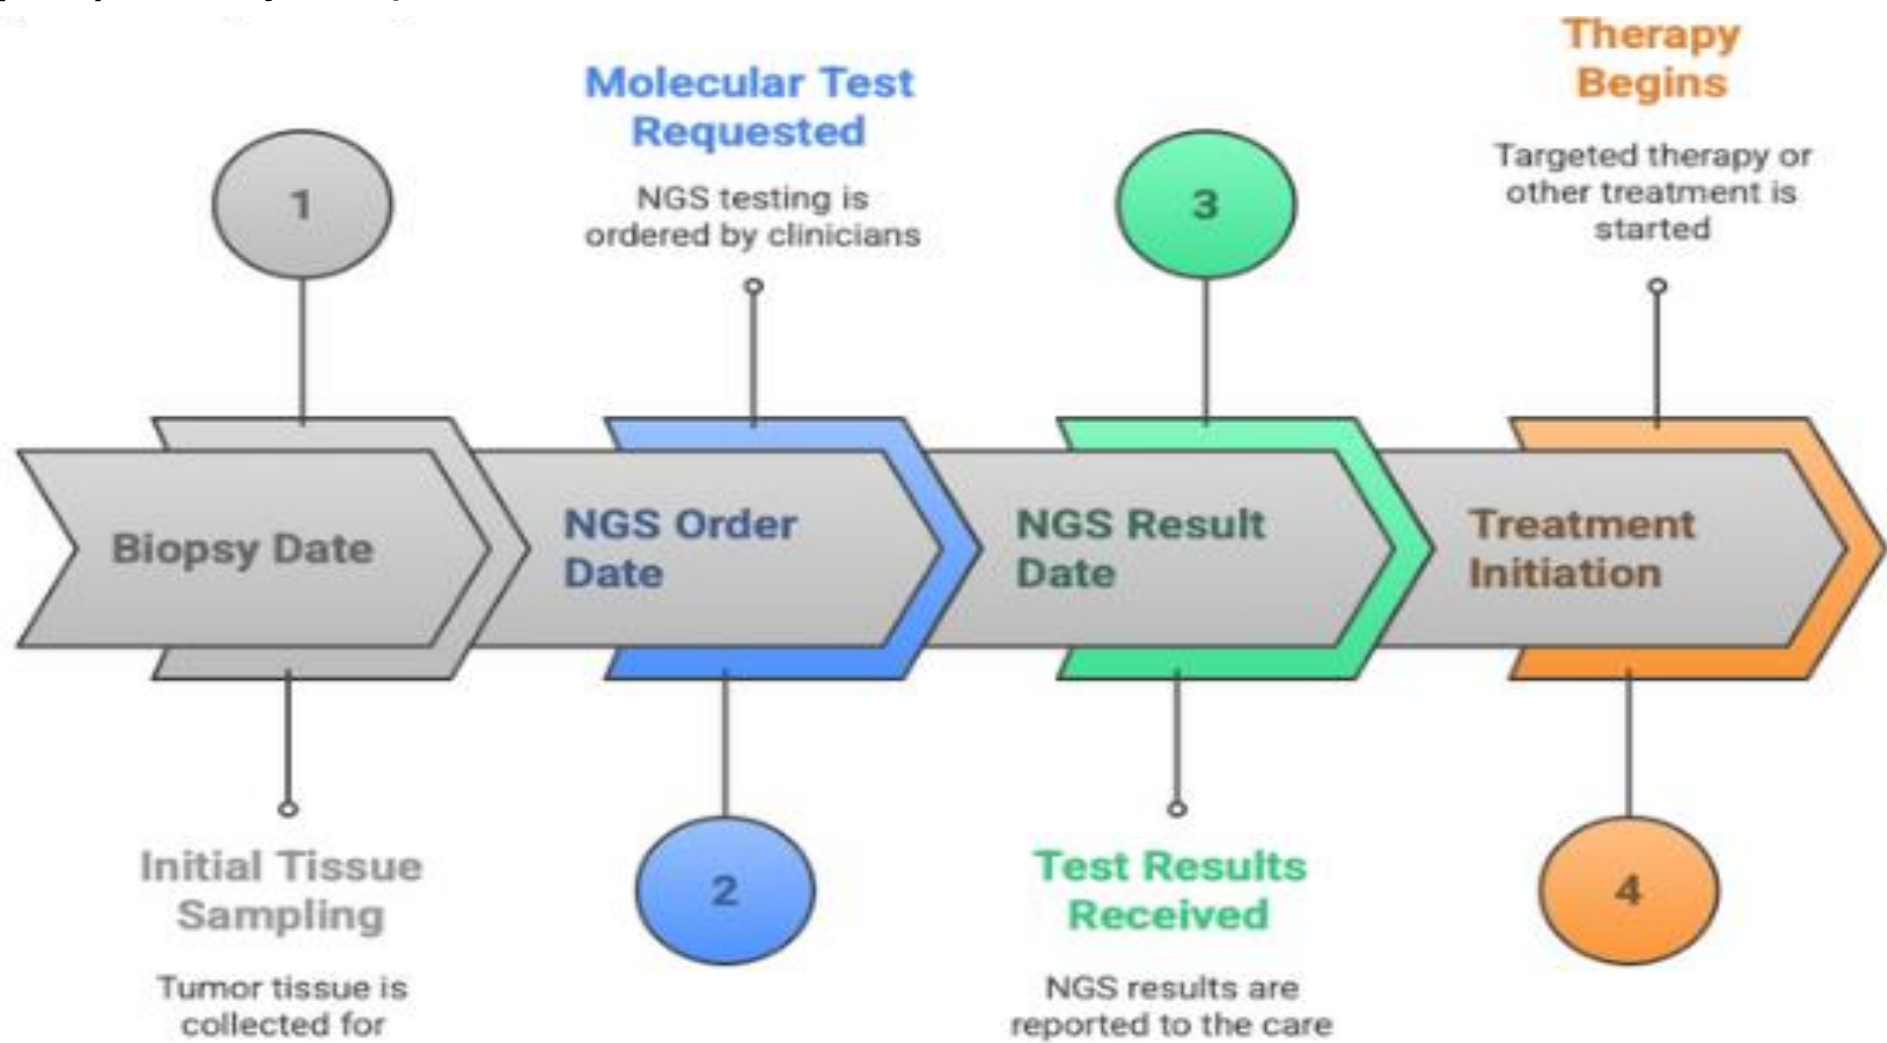 1
Initial Tissue
Sampling
Tumor tissue is
collected for
Biopsy Date
Molecular Test
Requested
NGS testing is
ordered by clinicians
NGS Order
Date
2
3
NGS Result
Date
Test Results
Received
NGS results are
reported to the care
Therapy
Begins
Targeted therapy or
other treatment is
started
Treatment
Initiation
4